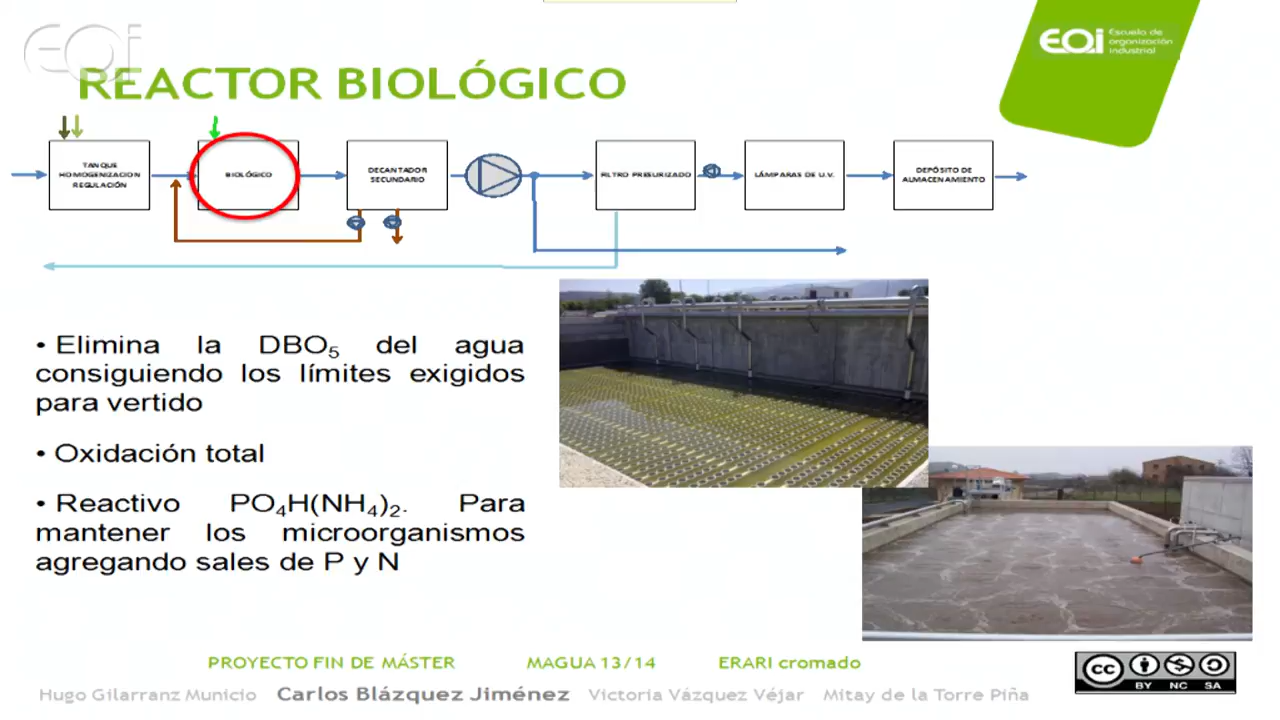 EOi
EOi Escuela de
organización
industrial
REACTOR BIOLÓGICO
TANQUE
HOMOGENIZACION
REGULACIÓN
BIOLÓGICO
DECANTADOR
SECUNDARIO
FILTRO PRESURIZADO
LÁMPARAS DE U.V.
DEPÓSITO DE
ALMACENAMIENTO
• Elimina la DBO₅ del agua
consiguiendo los límites exigidos
para vertido
• Oxidación total
• Reactivo PO₄H(NH₄)₂. Para
mantener los microorganismos
agregando sales de P y N
PROYECTO FIN DE MÁSTER MAGUA 13/14 ERARI cromado
Hugo Gilarranz Municio Carlos Blázquez Jiménez Victoria Vázquez Véjar Mitay de la Torre Piña
cc
BY NC SA